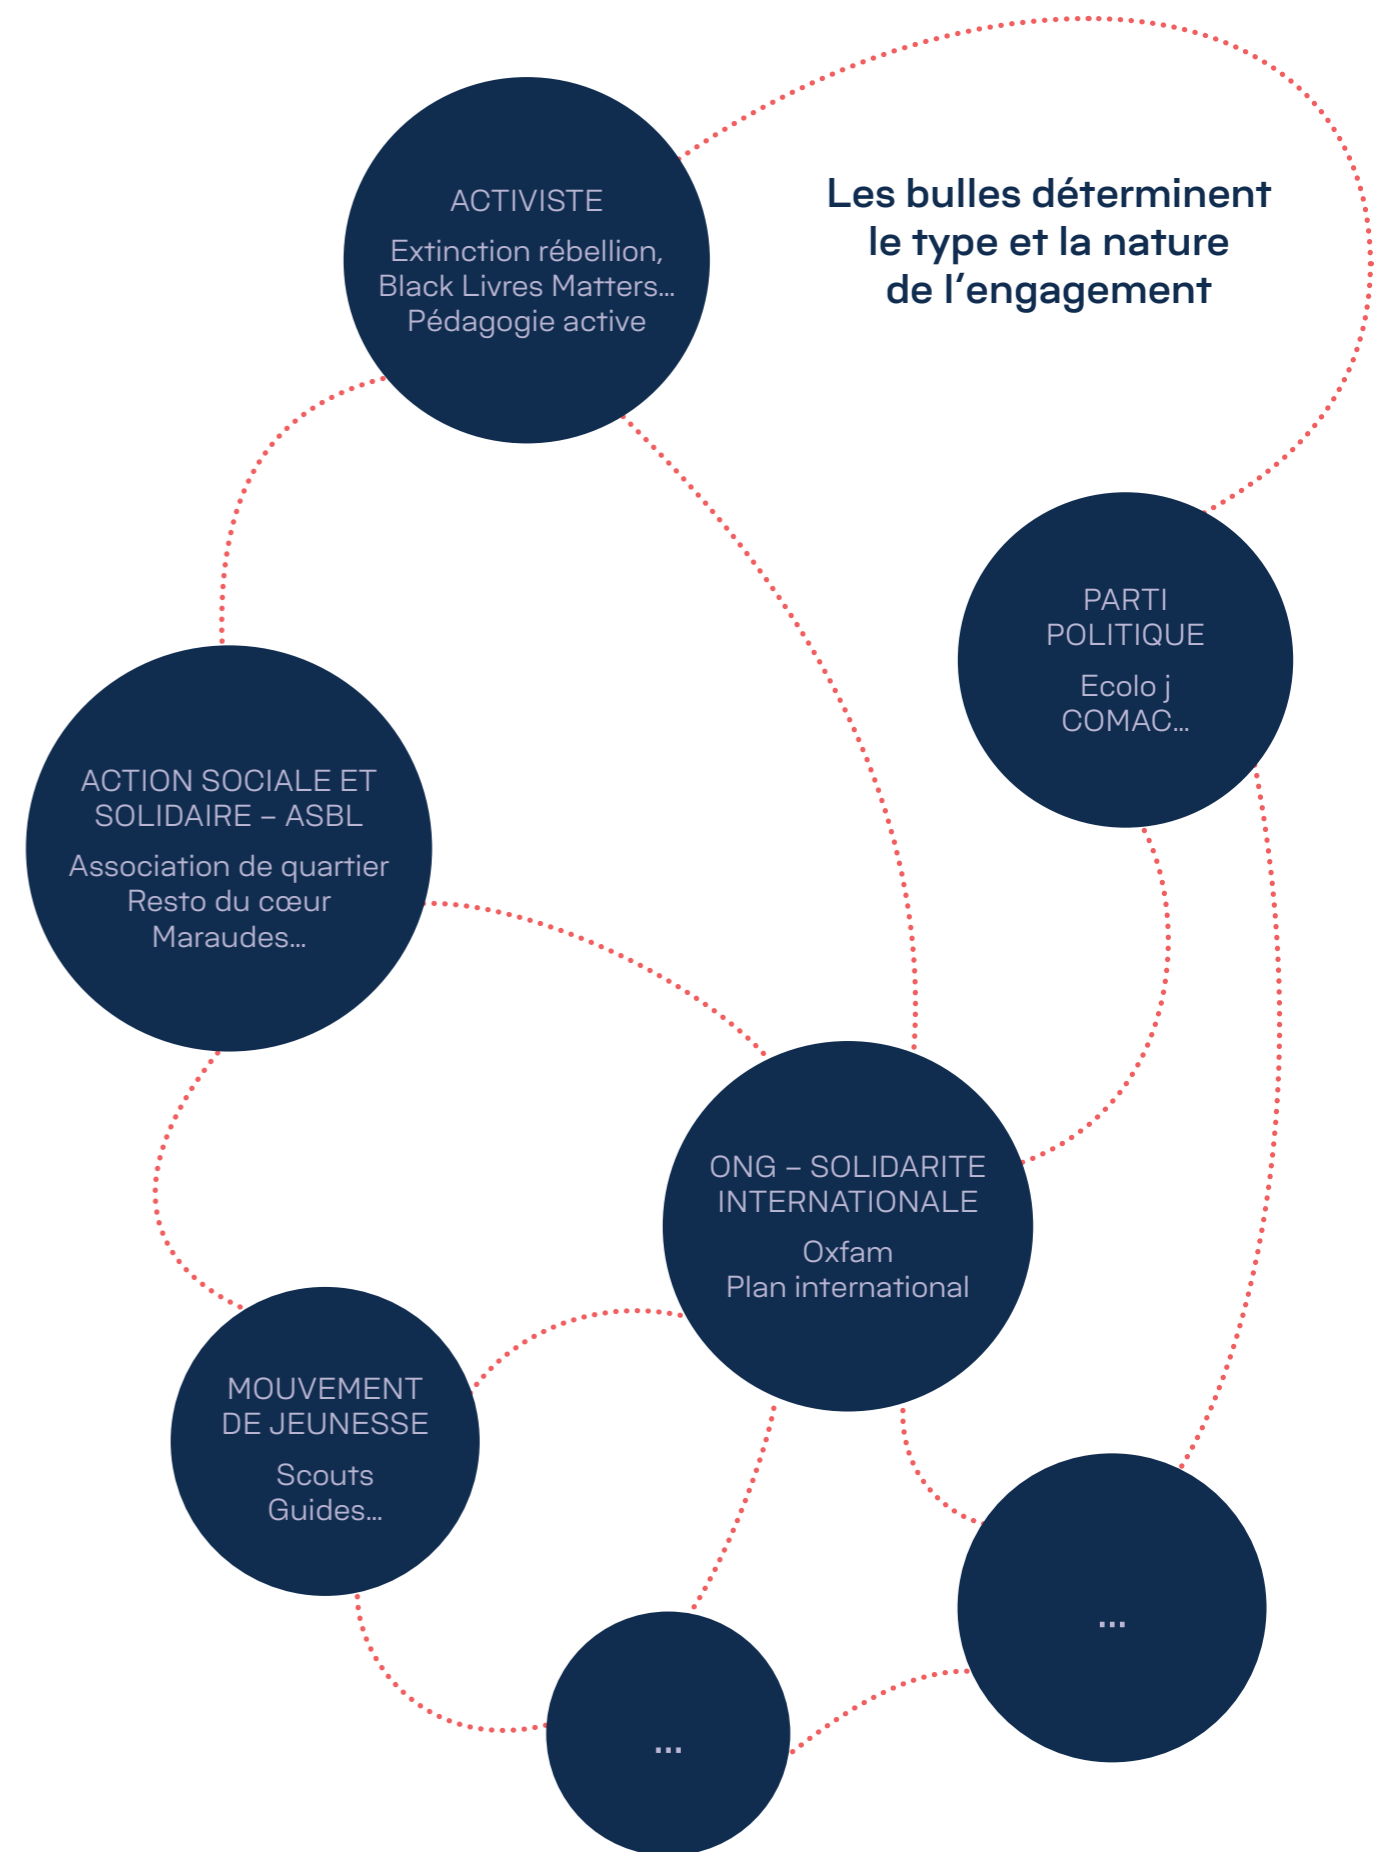 ACTIVISTE
Extinction rébellion,
Black Livres Matters...
Pédagogie active
Les bulles déterminent
le type et la nature
de l’engagement
PARTI
POLITIQUE
Ecolo j
COMAC...
ACTION SOCIALE ET
SOLIDAIRE – ASBL
Association de quartier
Resto du cœur
Maraudes...
ONG – SOLIDARITE
INTERNATIONALE
Oxfam
Plan international
MOUVEMENT
DE JEUNESSE
Scouts
Guides...
...
...